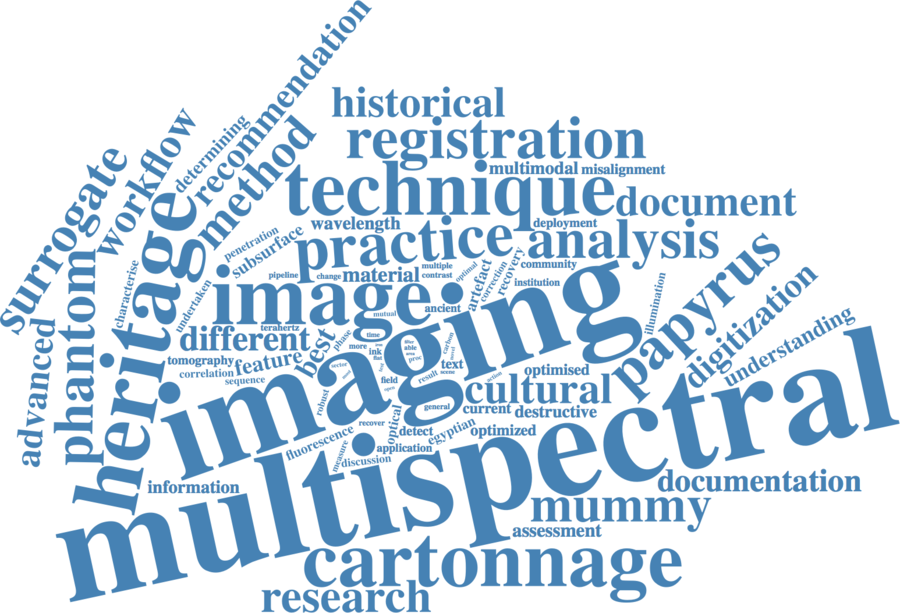 recommendation
historical
registration
determining
workflow
method
surrogate
multimodal
misalignment
technique
document
heritage
wavelength
deployment
penetration
subsurface
practice
analysis
papyrus
phantom
characterise
pipeline
change
material
multiple
contrast
optimal
correction
artefact
recovery
community
institution
illumination
undertaken
image
mutual
ancient
digitization
advanced
different
terahertz
best
phase
time
more
ink
able
imaging
carbon
understanding
tomography
feature
correlation
sequence
text
field
result
optimised
cultural
robust
optical
general
current
destructive
recover
fluorescence
detect
egyptian
optimized
measure
discussion
application
multispectral
information
documentation
mummy
assessment
cartonnage
research